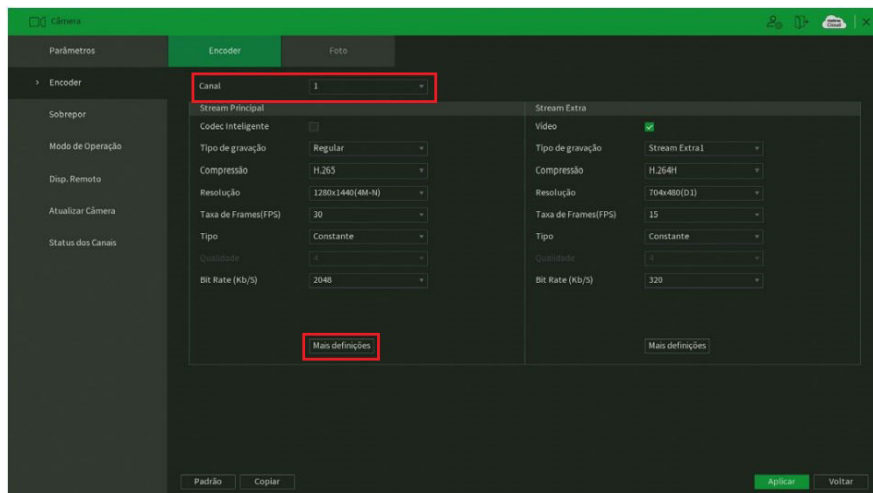 Câmera
Parâmetros
Encoder
Sobrepor
Modo de Operação
Disp. Remoto
Atualizar Câmera
Status dos Canais
Encoder Foto
Canal 1
Stream Principal
Codec Inteligente
Tipo de gravação Regular
Compressão H.265
Resolução 1280x1440(4M-N)
Taxa de Frames(FPS) 30
Tipo Constante
Qualidade 4
Bit Rate (Kb/S) 2048
Mais definições
Stream Extra
Vídeo
Tipo de gravação Stream Extra1
Compressão H.264H
Resolução 704x480(D1)
Taxa de Frames(FPS) 15
Tipo Constante
Qualidade 4
Bit Rate (Kb/S) 320
Mais definições
Padrão Copiar Aplicar Voltar